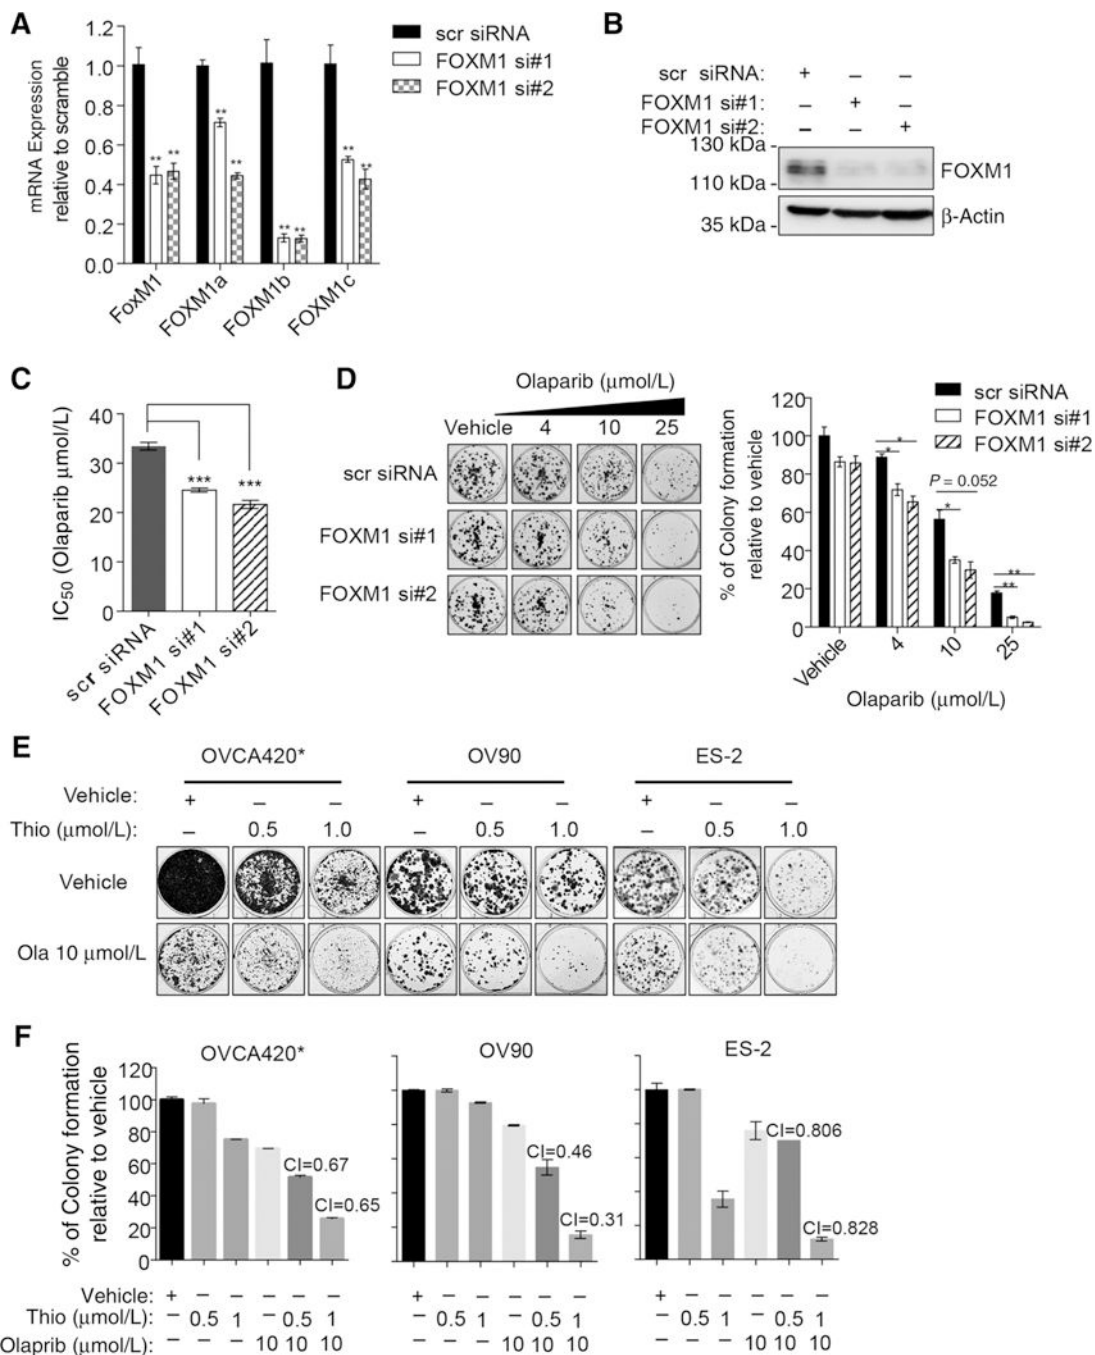 A
mRNA Expression
relative to scramble
1.2
1.0
0.8
0.6
0.4
0.2
0.0
** ** ** ** ** ** ** **
FoxM1
FOXM1a
FOXM1b
FOXM1c
scr siRNA
FOXM1 si#1
FOXM1 si#2
B
scr siRNA: + – –
FOXM1 si#1: – + –
FOXM1 si#2: – – +
130 kDa -
110 kDa -
FOXM1
35 kDa -
β-Actin
C
IC50 (Olaparib μmol/L)
40
30
20
10
0
*** ***
scr siRNA
FOXM1 si#1
FOXM1 si#2
D
Olaparib (μmol/L)
Vehicle 4 10 25
scr siRNA
FOXM1 si#1
FOXM1 si#2
% of Colony formation
relative to vehicle
120
100
80
60
40
20
0
scr siRNA
FOXM1 si#1
FOXM1 si#2
*
*
P = 0.052
*
**
**
Vehicle
4
10
25
Olaparib (μmol/L)
E
OVCA420* OV90 ES-2
Vehicle: + – – + – – + – –
Thio (μmol/L): – 0.5 1.0 – 0.5 1.0 – 0.5 1.0
Vehicle
Ola 10 μmol/L
F
% of Colony formation
relative to vehicle
120
100
80
60
40
20
0
OVCA420*
CI=0.67
CI=0.65
OV90
CI=0.46
CI=0.31
ES-2
CI=0.806
CI=0.828
Vehicle: + – – – – – + – – – – – + – – – – –
Thio (μmol/L): – 0.5 1 – 0.5 1 – 0.5 1 – 0.5 1 – 0.5 1 – 0.5 1
Olaprib (μmol/L): – – – 10 10 10 – – – 10 10 10 – – – 10 10 10